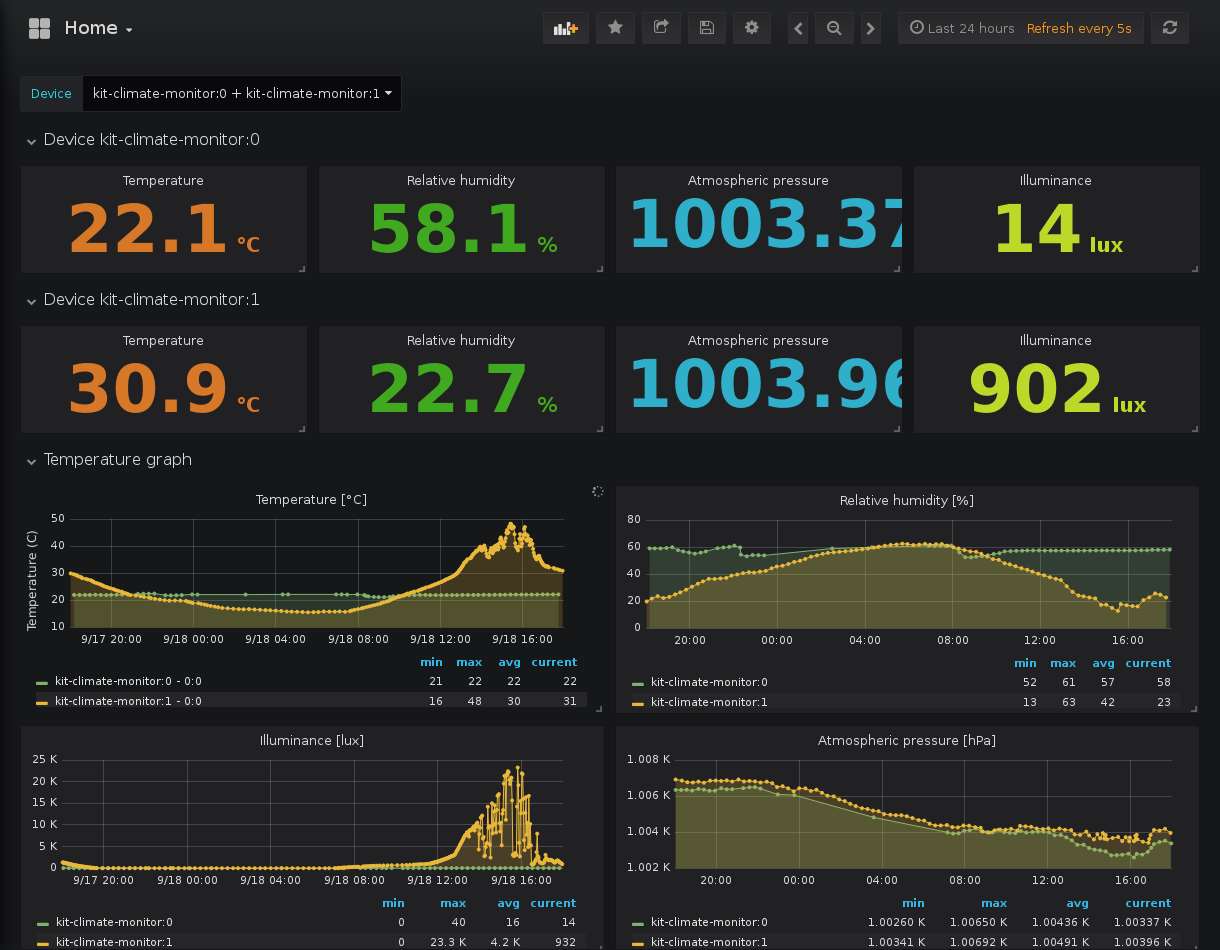 Home
Last 24 hours Refresh every 5s
Device kit-climate-monitor:0 + kit-climate-monitor:1
Device kit-climate-monitor:0
Temperature Relative humidity Atmospheric pressure Illuminance
22.1 °C 58.1 % 1003.37 14 lux
Device kit-climate-monitor:1
Temperature Relative humidity Atmospheric pressure Illuminance
30.9 °C 22.7 % 1003.96 902 lux
Temperature graph
Temperature [°C]
Temperature (C)
50
40
30
20
10
9/17 20:00 9/18 00:00 9/18 04:00 9/18 08:00 9/18 12:00 9/18 16:00
min max avg current
kit-climate-monitor:0 - 0:0 21 22 22 22
kit-climate-monitor:1 - 0:0 16 48 30 31
Relative humidity [%]
80
60
40
20
0
20:00 00:00 04:00 08:00 12:00 16:00
min max avg current
kit-climate-monitor:0 52 61 57 58
kit-climate-monitor:1 13 63 42 23
Illuminance [lux]
25 K
20 K
15 K
10 K
5 K
0
9/17 20:00 9/18 00:00 9/18 04:00 9/18 08:00 9/18 12:00 9/18 16:00
min max avg current
kit-climate-monitor:0 0 40 16 14
kit-climate-monitor:1 0 23.3 K 4.2 K 932
Atmospheric pressure [hPa]
1.008 K
1.006 K
1.004 K
1.002 K
20:00 00:00 04:00 08:00 12:00 16:00
min max avg current
kit-climate-monitor:0 1.00260 K 1.00650 K 1.00436 K 1.00337 K
kit-climate-monitor:1 1.00341 K 1.00692 K 1.00491 K 1.00396 K